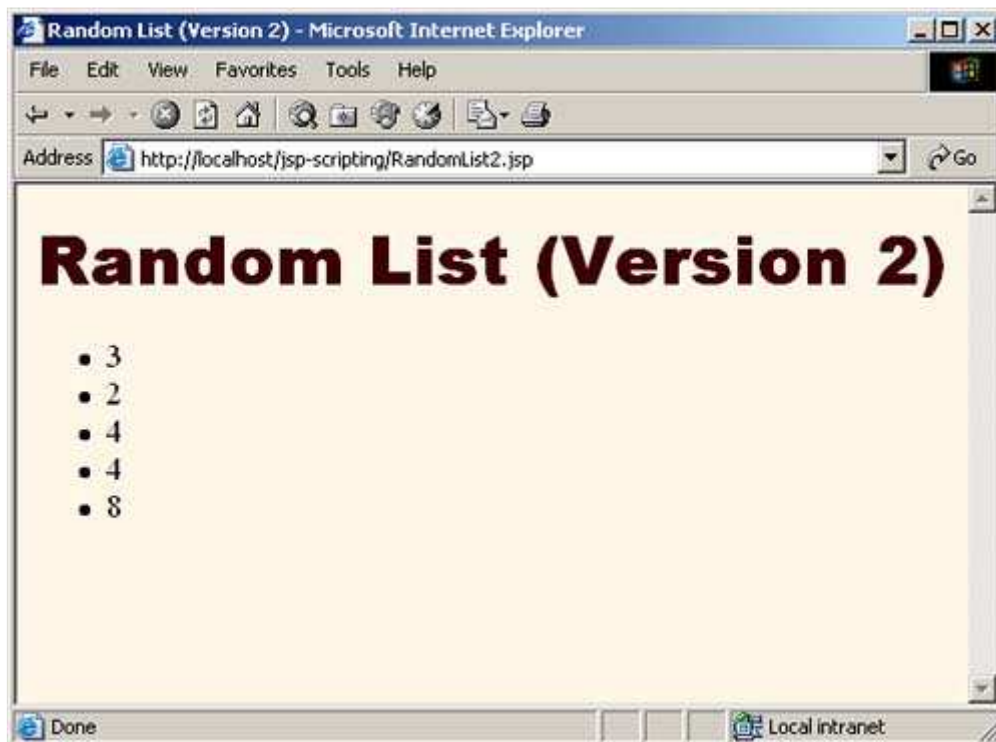 Random List (Version 2) - Microsoft Internet Explorer
File Edit View Favorites Tools Help
Address http://localhost/jsp-scripting/RandomList2.jsp Go
Random List (Version 2)
• 3
• 2
• 4
• 4
• 8
Done Local intranet